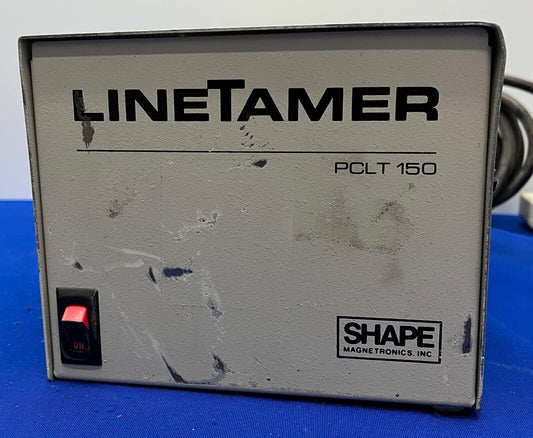 LINETAMER
PCLT 150
ON
SHAPE
MAGNETRONICS, INC